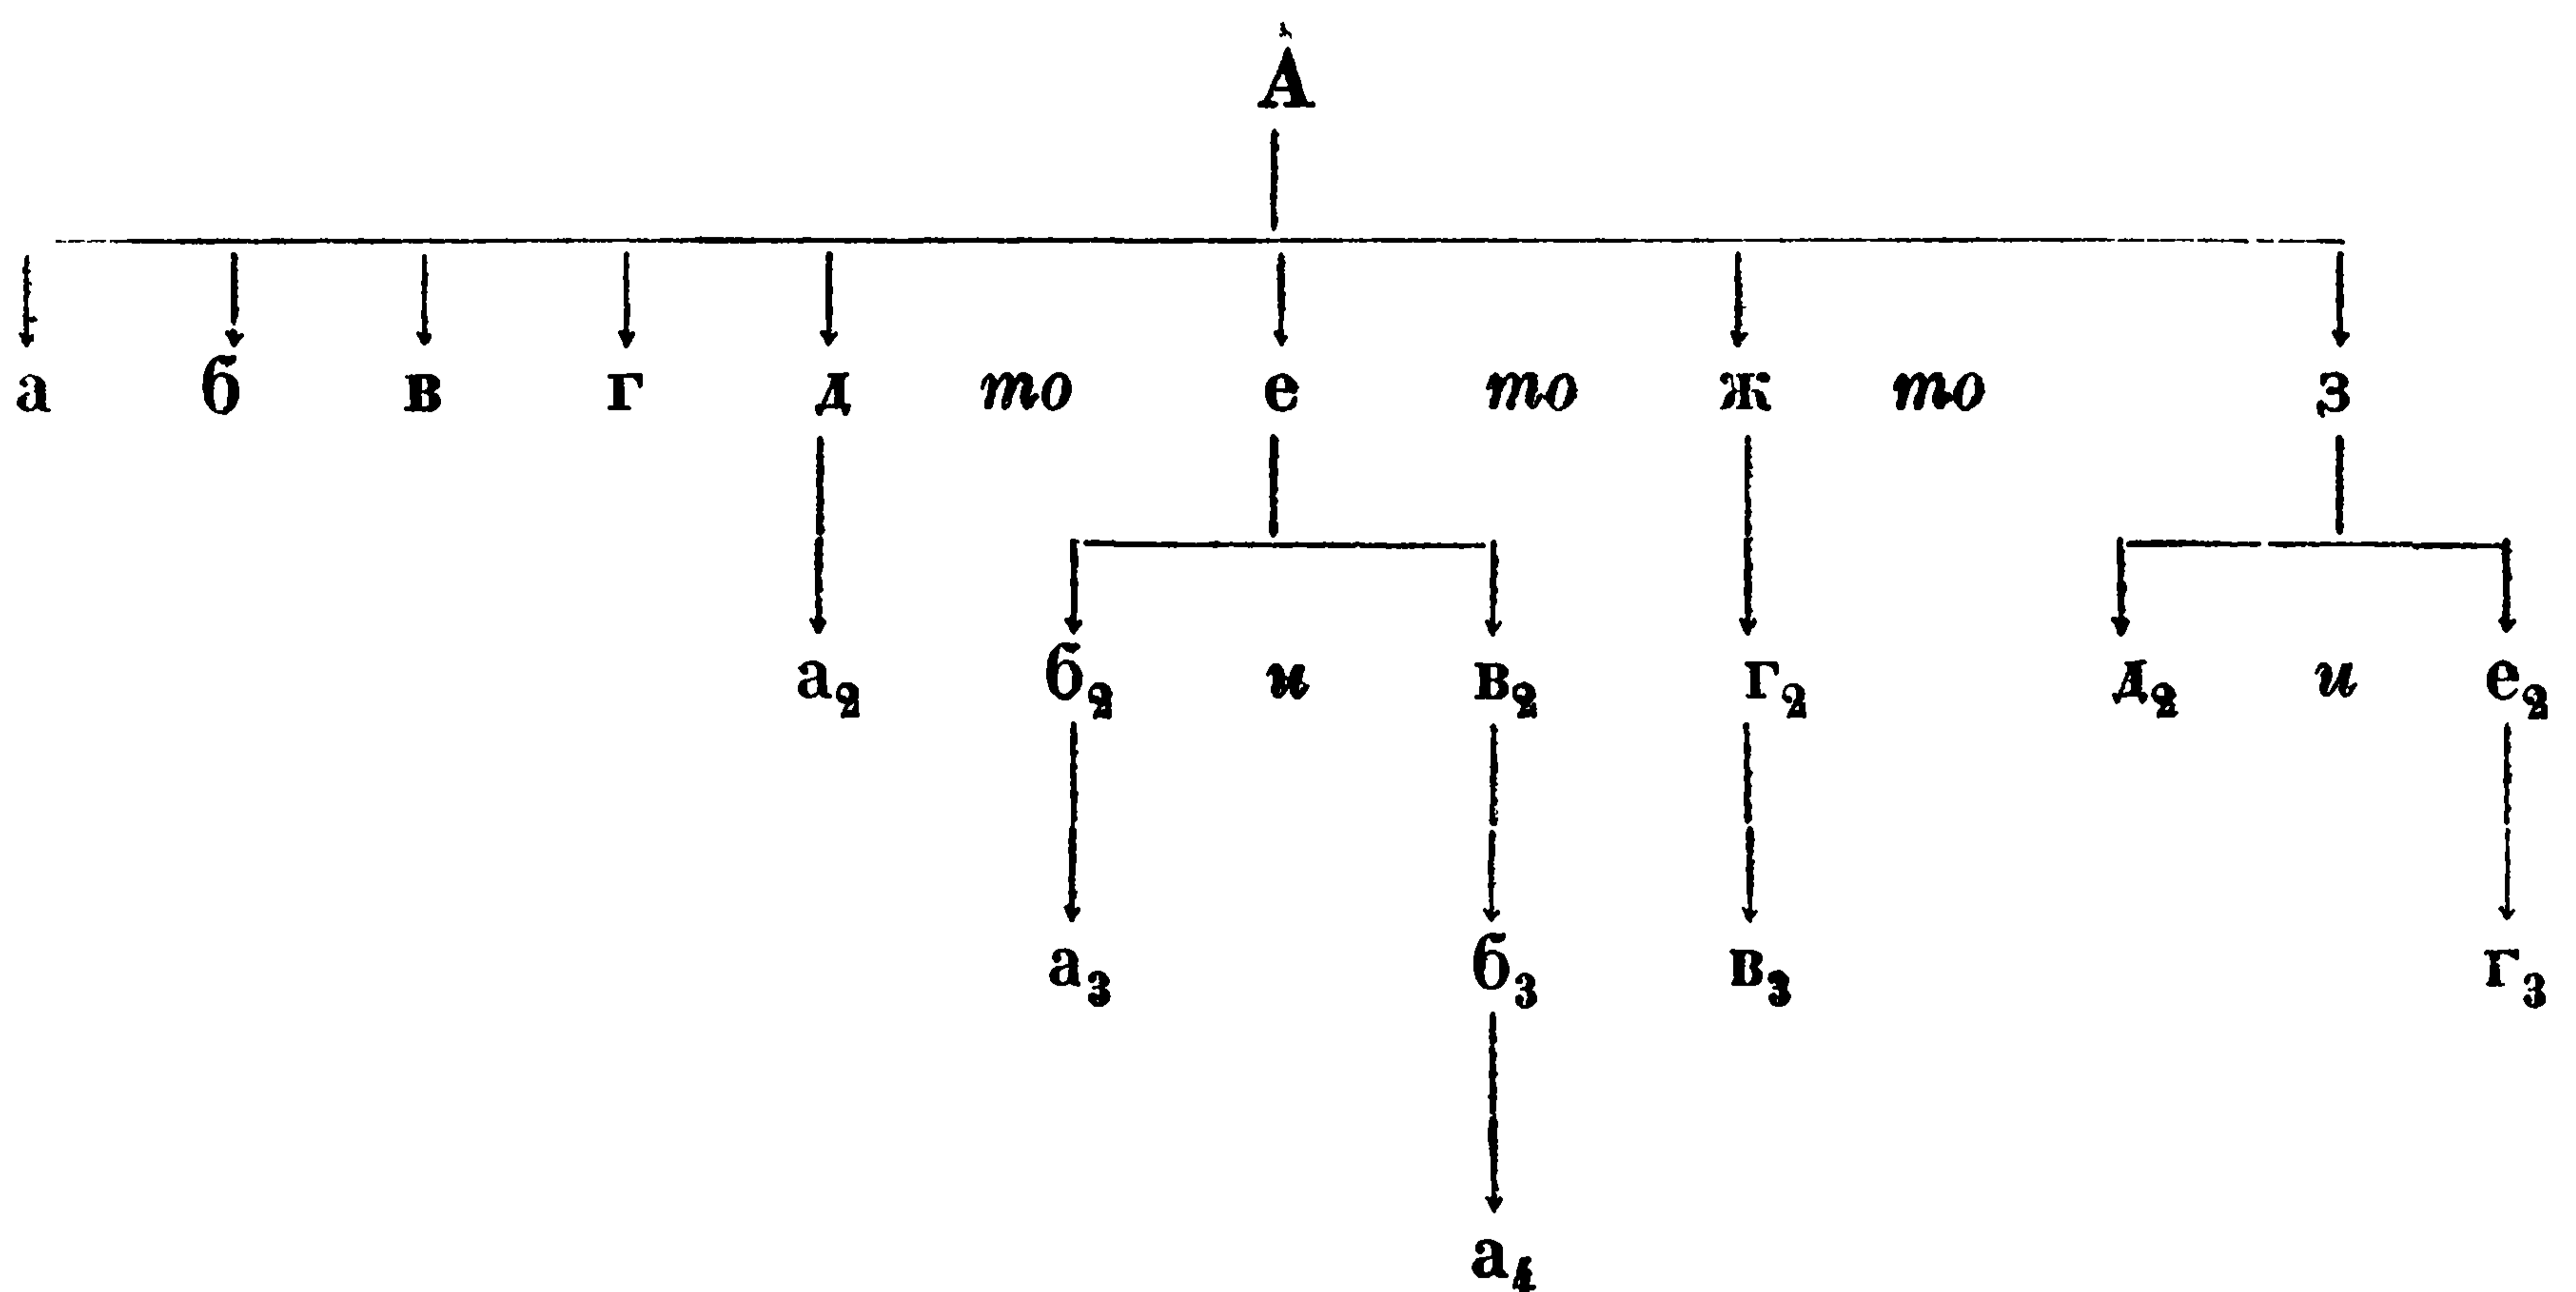 А
а б в г д то е то ж то з
а₂ б₂ и в₂ г₂ д₂ и е₂
а₃ б₃ в₃ г₃
а₄